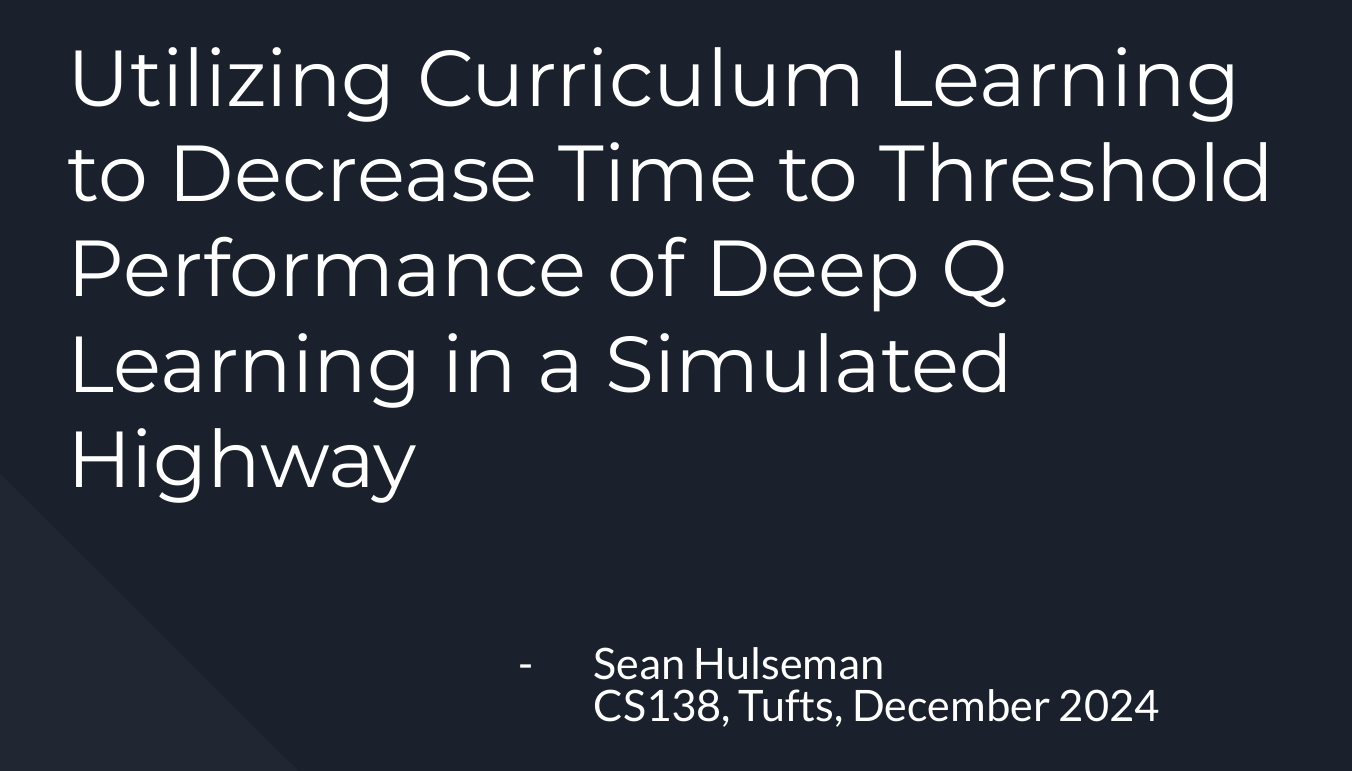 Utilizing Curriculum Learning
to Decrease Time to Threshold
Performance of Deep Q
Learning in a Simulated
Highway
- Sean Hulseman
CS138, Tufts, December 2024